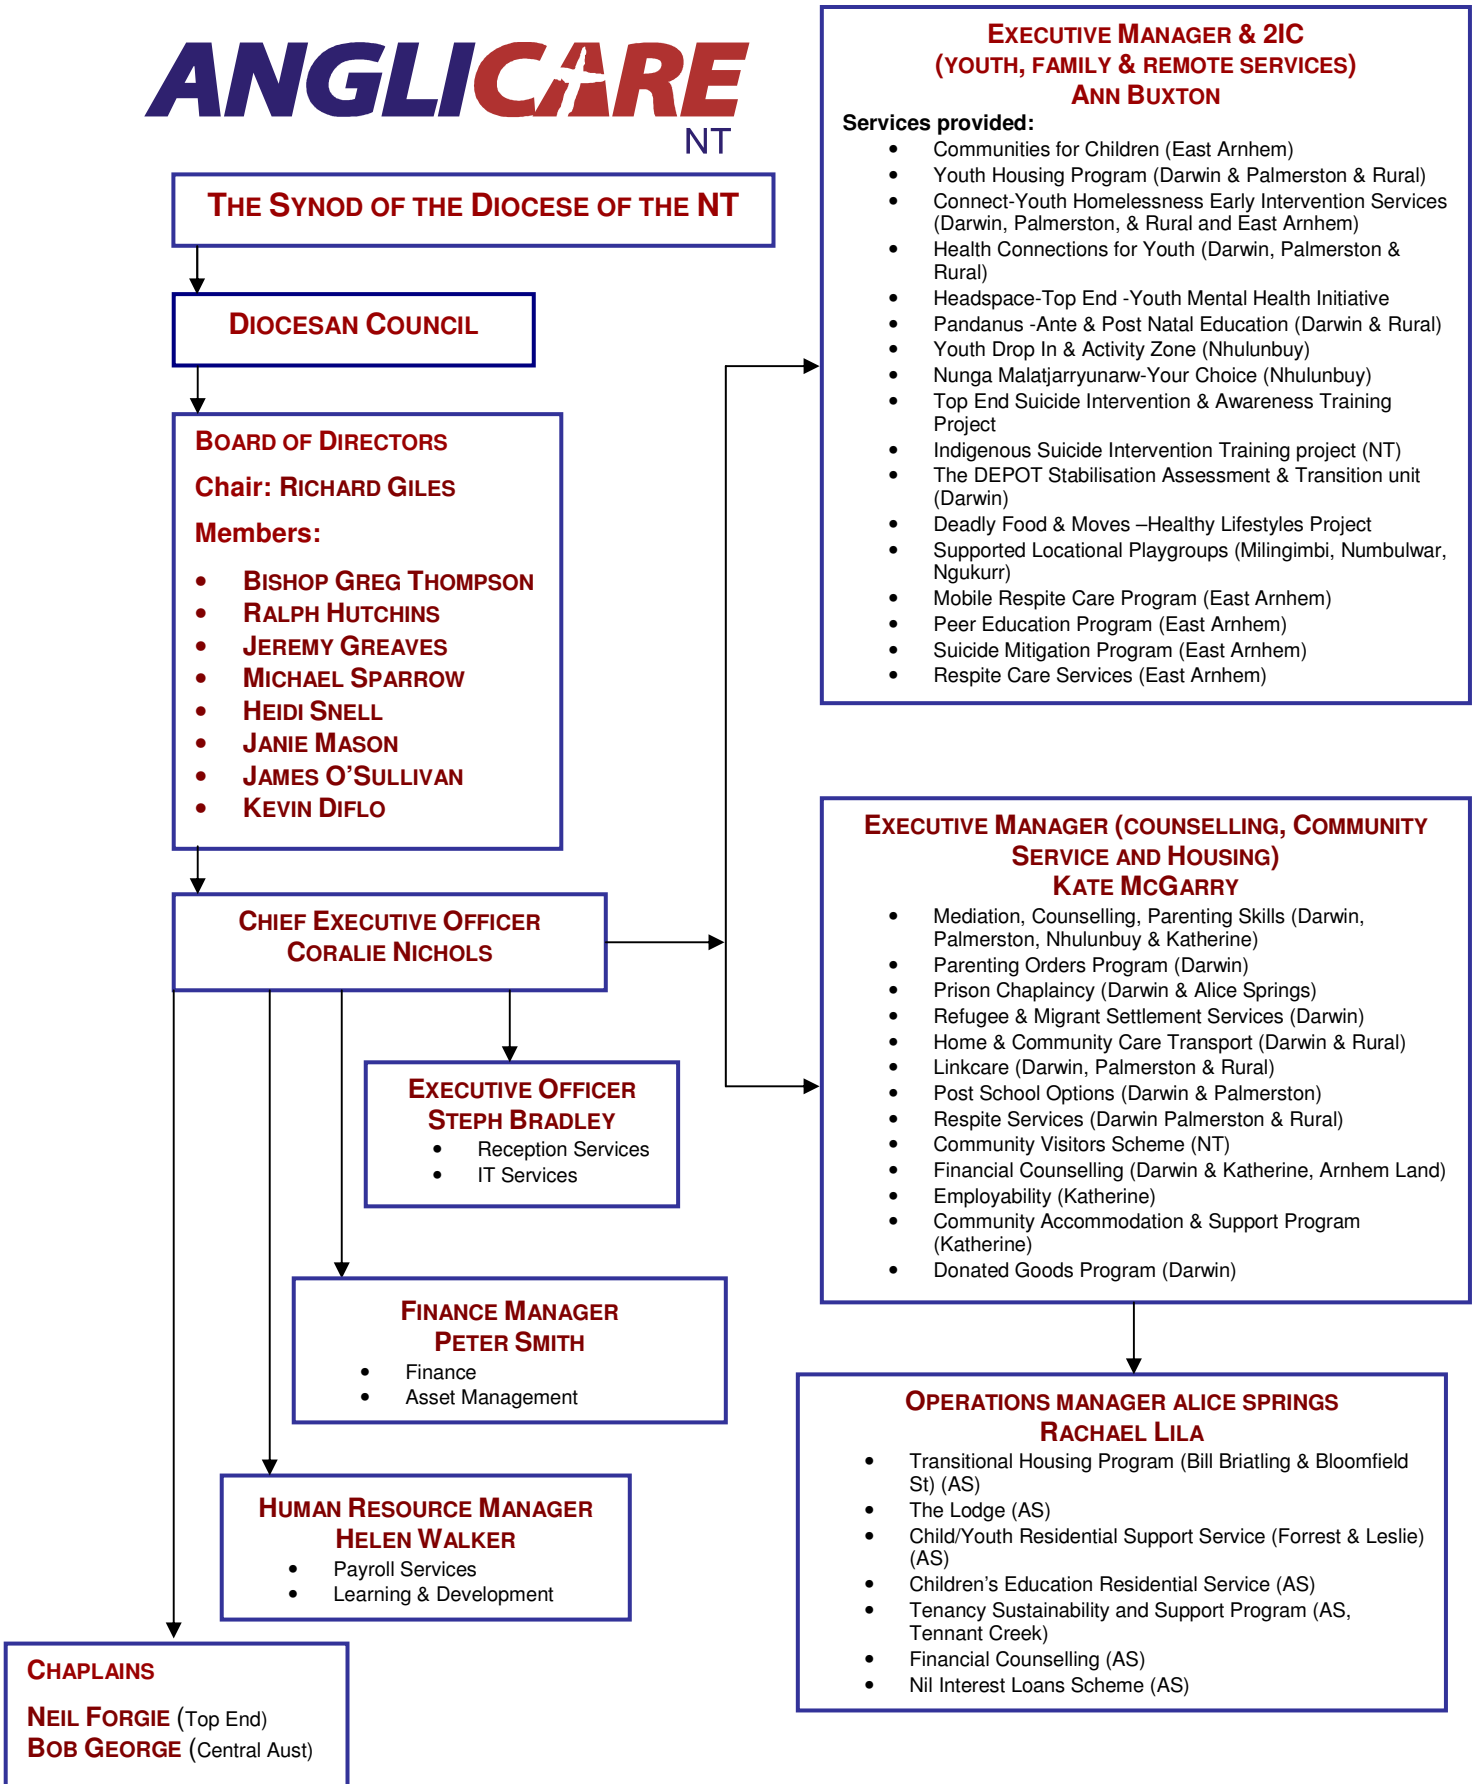 ANGLICARE
NT
THE SYNOD OF THE DIOCESE OF THE NT
DIOCESAN COUNCIL
BOARD OF DIRECTORS
Chair: RICHARD GILES
Members:
• BISHOP GREG THOMPSON
• RALPH HUTCHINS
• JEREMY GREAVES
• MICHAEL SPARROW
• HEIDI SNELL
• JANIE MASON
• JAMES O’SULLIVAN
• KEVIN DIFLO
CHIEF EXECUTIVE OFFICER
CORALIE NICHOLS
EXECUTIVE OFFICER
STEPH BRADLEY
• Reception Services
• IT Services
FINANCE MANAGER
PETER SMITH
• Finance
• Asset Management
HUMAN RESOURCE MANAGER
HELEN WALKER
• Payroll Services
• Learning & Development
CHAPLAINS
NEIL FORGIE (Top End)
BOB GEORGE (Central Aust)
EXECUTIVE MANAGER & 2IC
(YOUTH, FAMILY & REMOTE SERVICES)
ANN BUXTON
Services provided:
• Communities for Children (East Arnhem)
• Youth Housing Program (Darwin & Palmerston & Rural)
• Connect-Youth Homelessness Early Intervention Services
(Darwin, Palmerston, & Rural and East Arnhem)
• Health Connections for Youth (Darwin, Palmerston &
Rural)
• Headspace-Top End -Youth Mental Health Initiative
• Pandanus -Ante & Post Natal Education (Darwin & Rural)
• Youth Drop In & Activity Zone (Nhulunbuy)
• Nunga Malatjarryunarw-Your Choice (Nhulunbuy)
• Top End Suicide Intervention & Awareness Training
Project
• Indigenous Suicide Intervention Training project (NT)
• The DEPOT Stabilisation Assessment & Transition unit
(Darwin)
• Deadly Food & Moves –Healthy Lifestyles Project
• Supported Locational Playgroups (Milingimbi, Numbulwar,
Ngukurr)
• Mobile Respite Care Program (East Arnhem)
• Peer Education Program (East Arnhem)
• Suicide Mitigation Program (East Arnhem)
• Respite Care Services (East Arnhem)
EXECUTIVE MANAGER (COUNSELLING, COMMUNITY
SERVICE AND HOUSING)
KATE MCGARRY
• Mediation, Counselling, Parenting Skills (Darwin,
Palmerston, Nhulunbuy & Katherine)
• Parenting Orders Program (Darwin)
• Prison Chaplaincy (Darwin & Alice Springs)
• Refugee & Migrant Settlement Services (Darwin)
• Home & Community Care Transport (Darwin & Rural)
• Linkcare (Darwin, Palmerston & Rural)
• Post School Options (Darwin & Palmerston)
• Respite Services (Darwin Palmerston & Rural)
• Community Visitors Scheme (NT)
• Financial Counselling (Darwin & Katherine, Arnhem Land)
• Employability (Katherine)
• Community Accommodation & Support Program
(Katherine)
• Donated Goods Program (Darwin)
OPERATIONS MANAGER ALICE SPRINGS
RACHAEL LILA
• Transitional Housing Program (Bill Briatling & Bloomfield
St) (AS)
• The Lodge (AS)
• Child/Youth Residential Support Service (Forrest & Leslie)
(AS)
• Children’s Education Residential Service (AS)
• Tenancy Sustainability and Support Program (AS,
Tennant Creek)
• Financial Counselling (AS)
• Nil Interest Loans Scheme (AS)